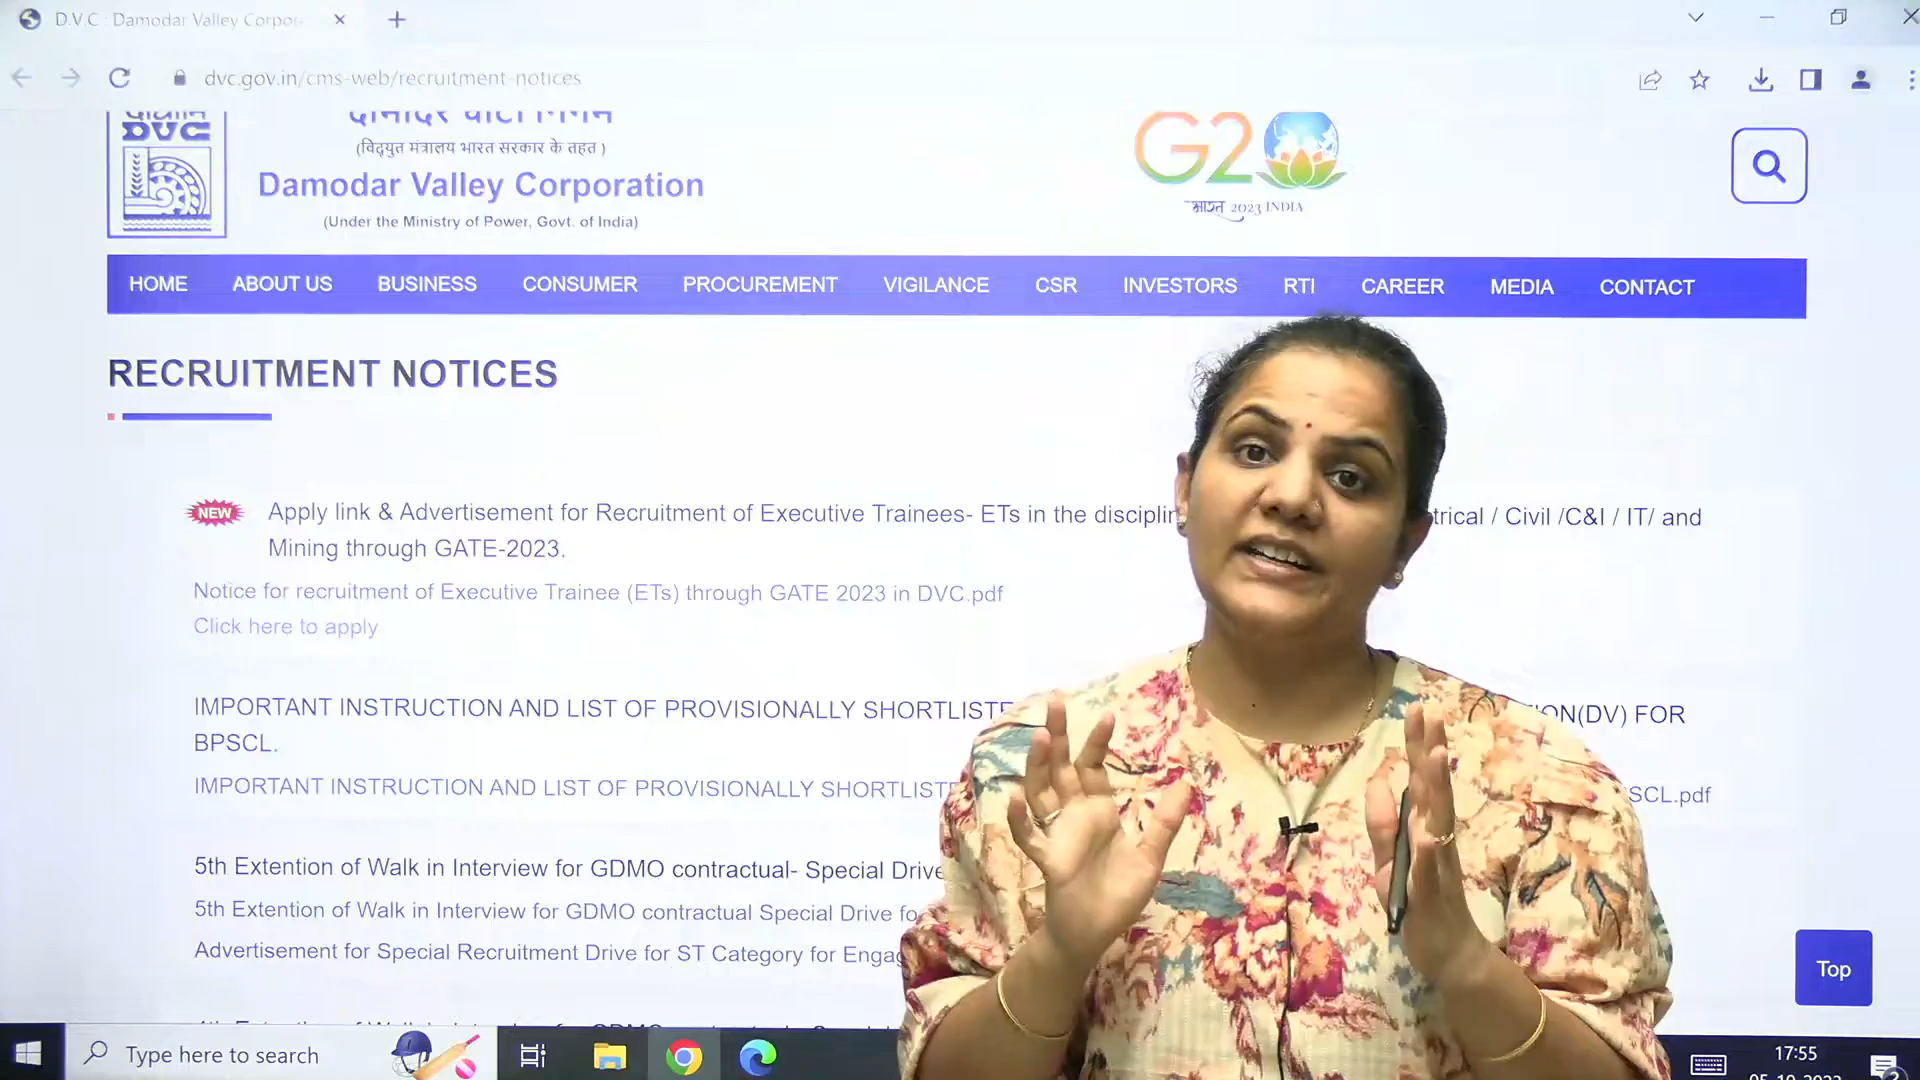 D.V.C : Damodar Valley Corpor
dvc.gov.in/cms-web/recruitment-notices
DVC
दामोदर घाटी निगम
(विद्युत मंत्रालय भारत सरकार के तहत )
Damodar Valley Corporation
(Under the Ministry of Power, Govt. of India)
G2
भारत 2023 INDIA
HOME ABOUT US BUSINESS CONSUMER PROCUREMENT VIGILANCE CSR INVESTORS RTI CAREER MEDIA CONTACT
RECRUITMENT NOTICES
NEW Apply link & Advertisement for Recruitment of Executive Trainees- ETs in the disciplin trical / Civil /C&I / IT/ and
Mining through GATE-2023.
Notice for recruitment of Executive Trainee (ETs) through GATE 2023 in DVC.pdf
Click here to apply
IMPORTANT INSTRUCTION AND LIST OF PROVISIONALLY SHORTLISTE ON(DV) FOR
BPSCL.
IMPORTANT INSTRUCTION AND LIST OF PROVISIONALLY SHORTLIST SCL.pdf
5th Extention of Walk in Interview for GDMO contractual- Special Drive
5th Extention of Walk in Interview for GDMO contractual Special Drive fo
Advertisement for Special Recruitment Drive for ST Category for Engag
Top
Type here to search
17:55